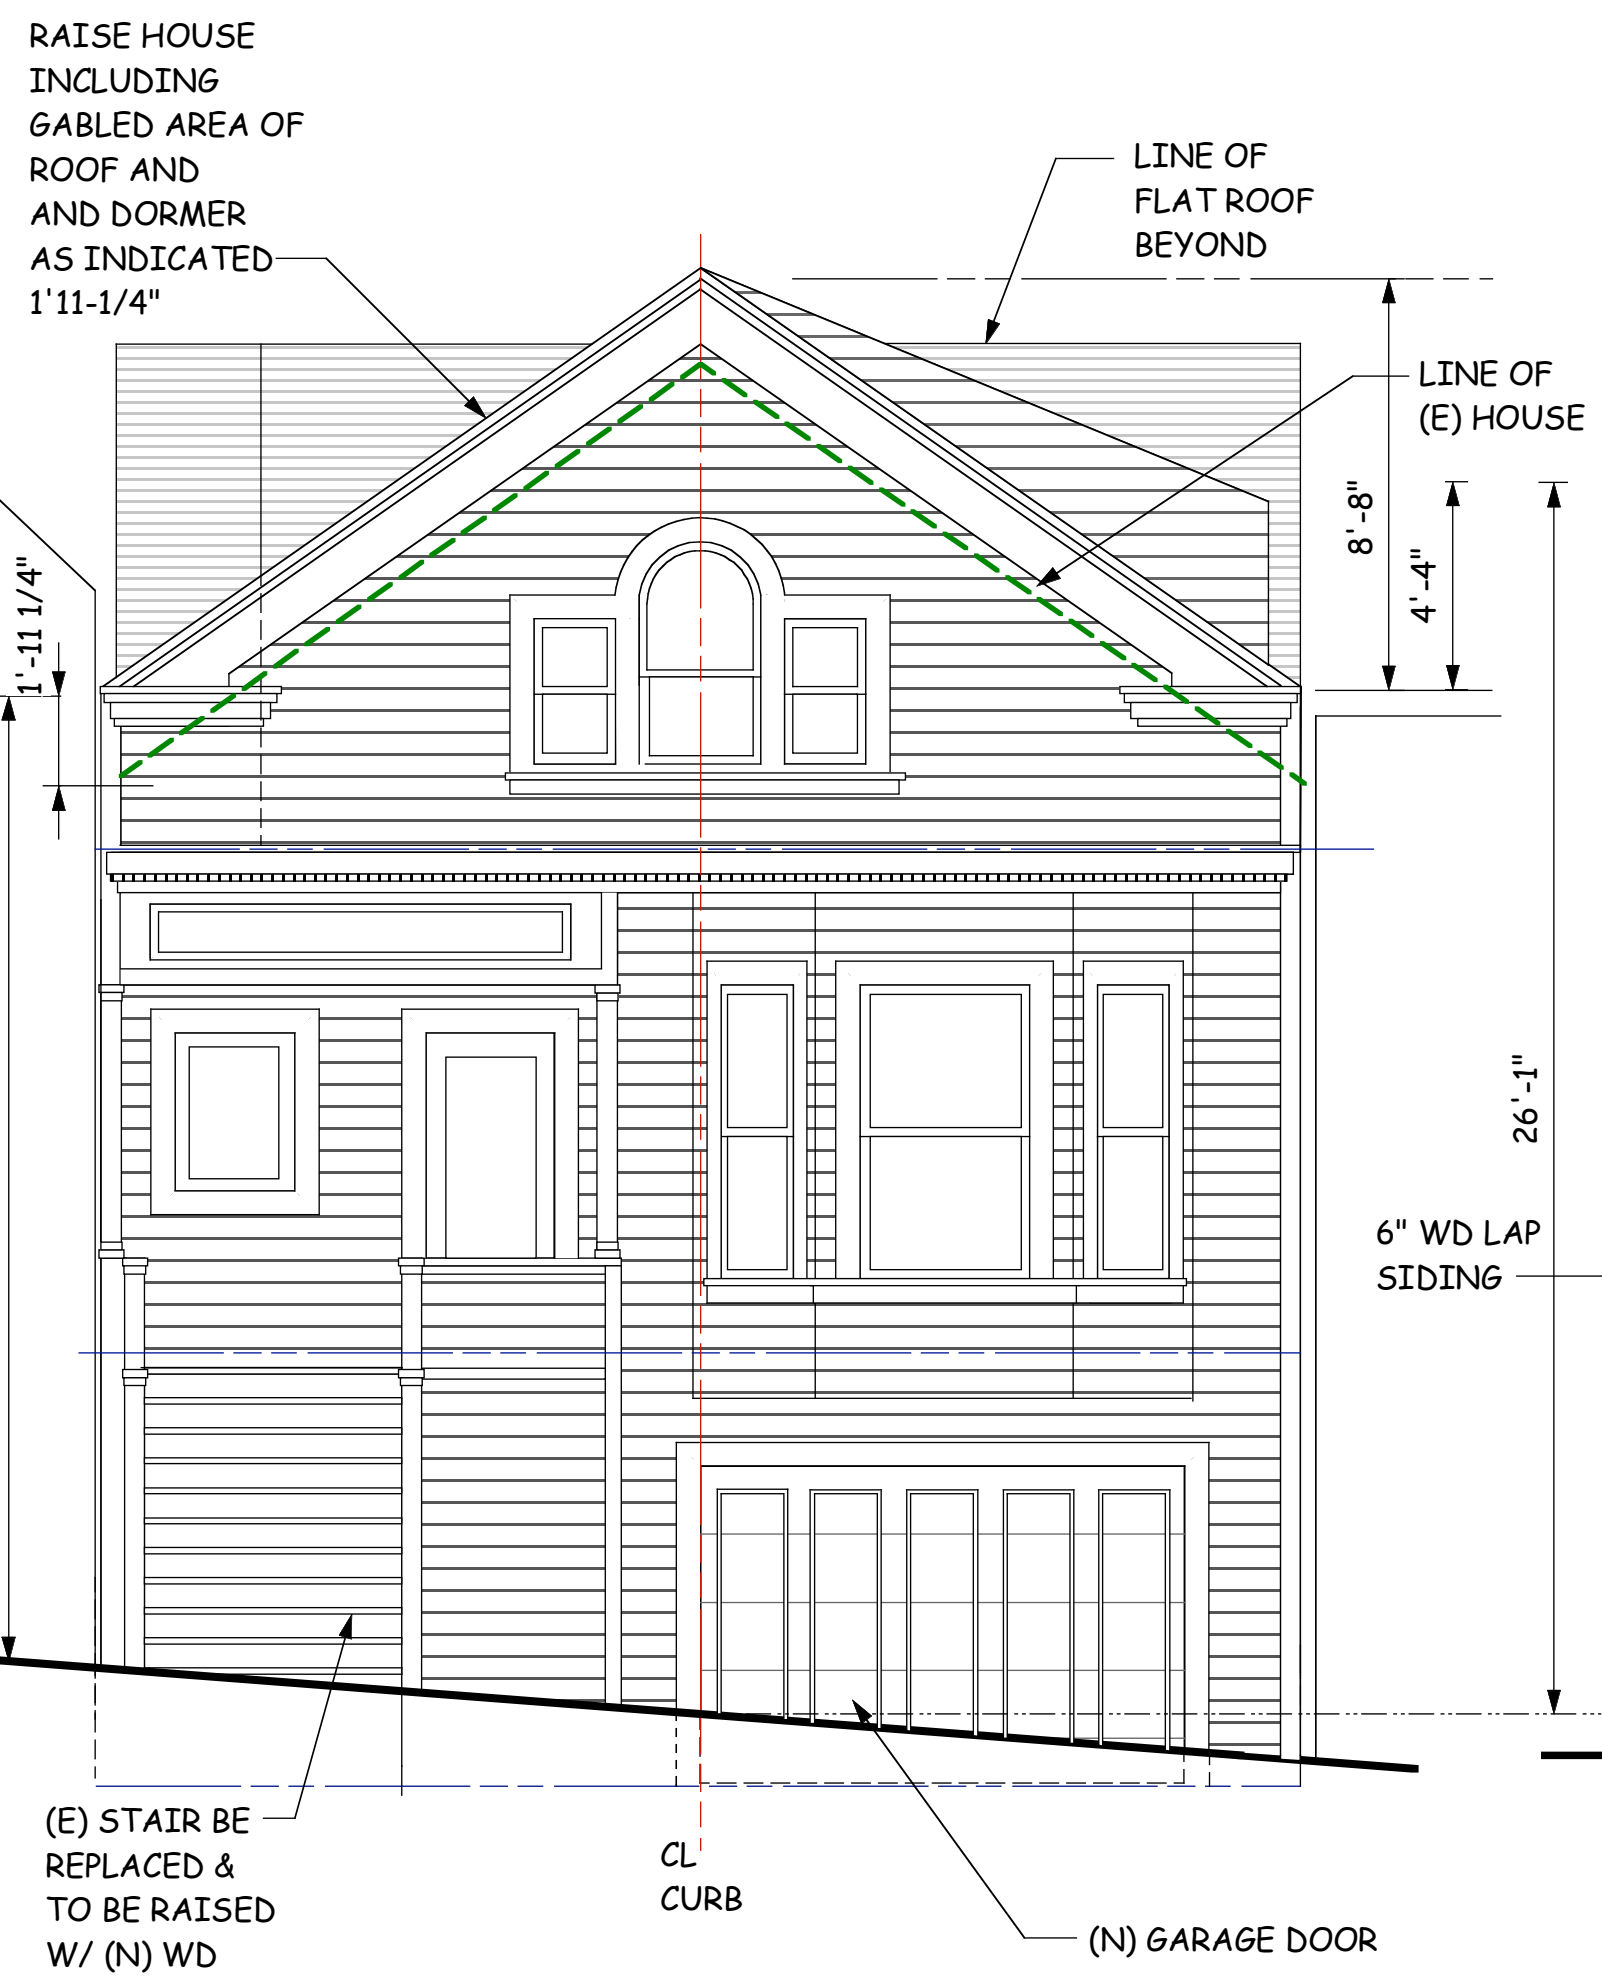 RAISE HOUSE
INCLUDING
GABLED AREA OF
ROOF AND
AND DORMER
AS INDICATED
1'11-1/4"
LINE OF
FLAT ROOF
BEYOND
LINE OF
(E) HOUSE
8'-8"
4'-4"
1'-11 1/4"
26'-1"
6" WD LAP
SIDING
(E) STAIR BE
REPLACED &
TO BE RAISED
W/ (N) WD
CL
CURB
(N) GARAGE DOOR